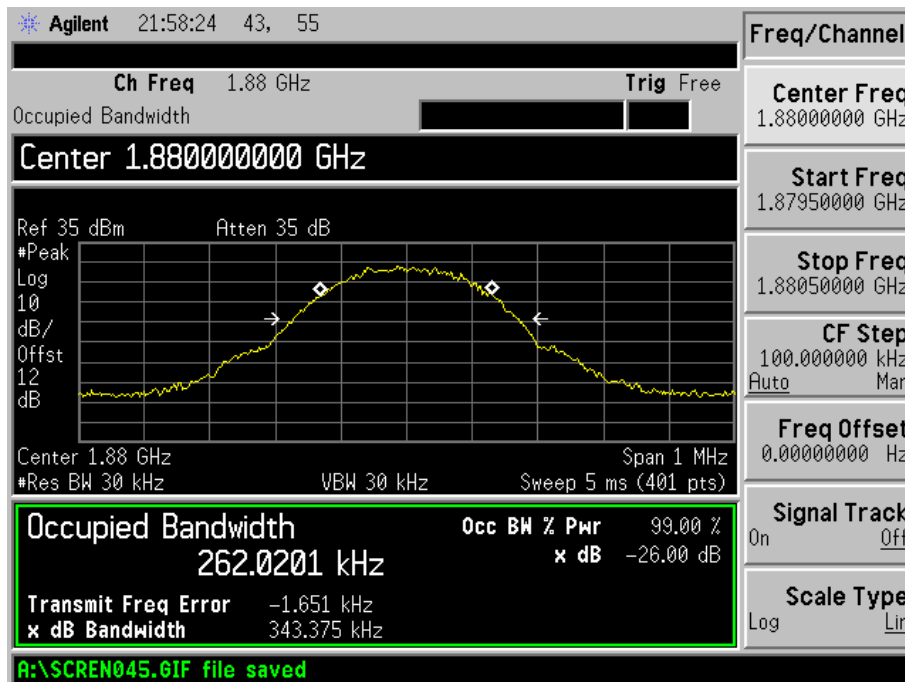 Agilent 21:58:24 43, 55
Freq/Channel
Ch Freq 1.88 GHz Trig Free
Occupied Bandwidth
Center 1.880000000 GHz
Ref 35 dBm Atten 35 dB
#Peak
Log
10
dB/
Offst
12
dB
Center 1.88 GHz Span 1 MHz
#Res BW 30 kHz VBW 30 kHz Sweep 5 ms (401 pts)
Occupied Bandwidth
262.0201 kHz
Occ BW % Pwr 99.00 %
x dB -26.00 dB
Transmit Freq Error -1.651 kHz
x dB Bandwidth 343.375 kHz
A:\SCREN045.GIF file saved
Center Freq
1.88000000 GHz
Start Freq
1.87950000 GHz
Stop Freq
1.88050000 GHz
CF Step
100.000000 kHz
Auto Man
Freq Offset
0.00000000 Hz
Signal Track
On Off
Scale Type
Log Lin